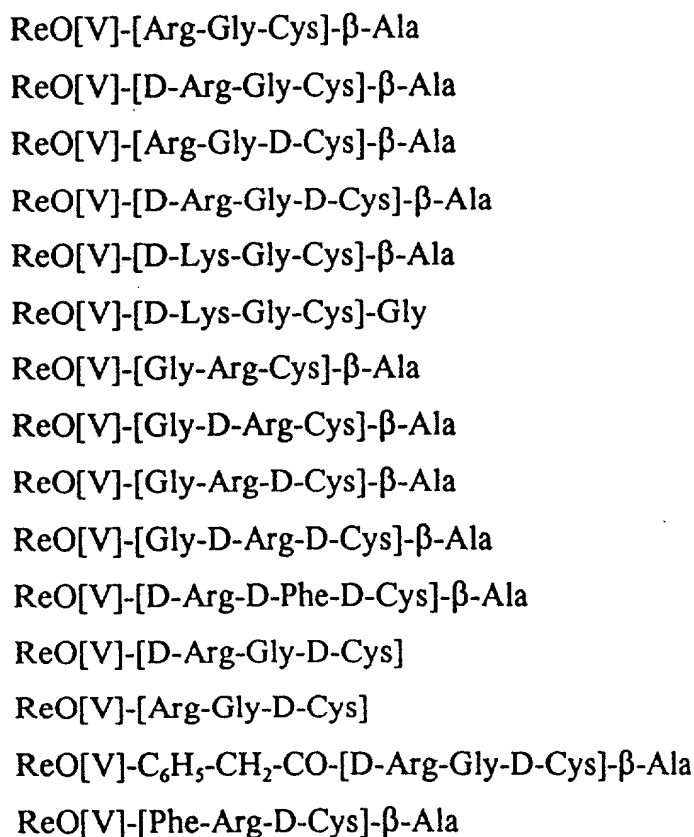 ReO[V]-[Arg-Gly-Cys]-β-Ala
ReO[V]-[D-Arg-Gly-Cys]-β-Ala
ReO[V]-[Arg-Gly-D-Cys]-β-Ala
ReO[V]-[D-Arg-Gly-D-Cys]-β-Ala
ReO[V]-[D-Lys-Gly-Cys]-β-Ala
ReO[V]-[D-Lys-Gly-Cys]-Gly
ReO[V]-[Gly-Arg-Cys]-β-Ala
ReO[V]-[Gly-D-Arg-Cys]-β-Ala
ReO[V]-[Gly-Arg-D-Cys]-β-Ala
ReO[V]-[Gly-D-Arg-D-Cys]-β-Ala
ReO[V]-[D-Arg-D-Phe-D-Cys]-β-Ala
ReO[V]-[D-Arg-Gly-D-Cys]
ReO[V]-[Arg-Gly-D-Cys]
ReO[V]-C₆H₅-CH₂-CO-[D-Arg-Gly-D-Cys]-β-Ala
ReO[V]-[Phe-Arg-D-Cys]-β-Ala